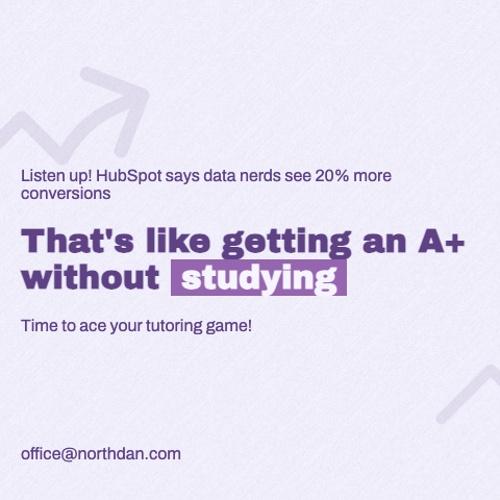 Listen up! HubSpot says data nerds see 20% more
conversions
That's like getting an A+
without studying
Time to ace your tutoring game!
office@northdan.com